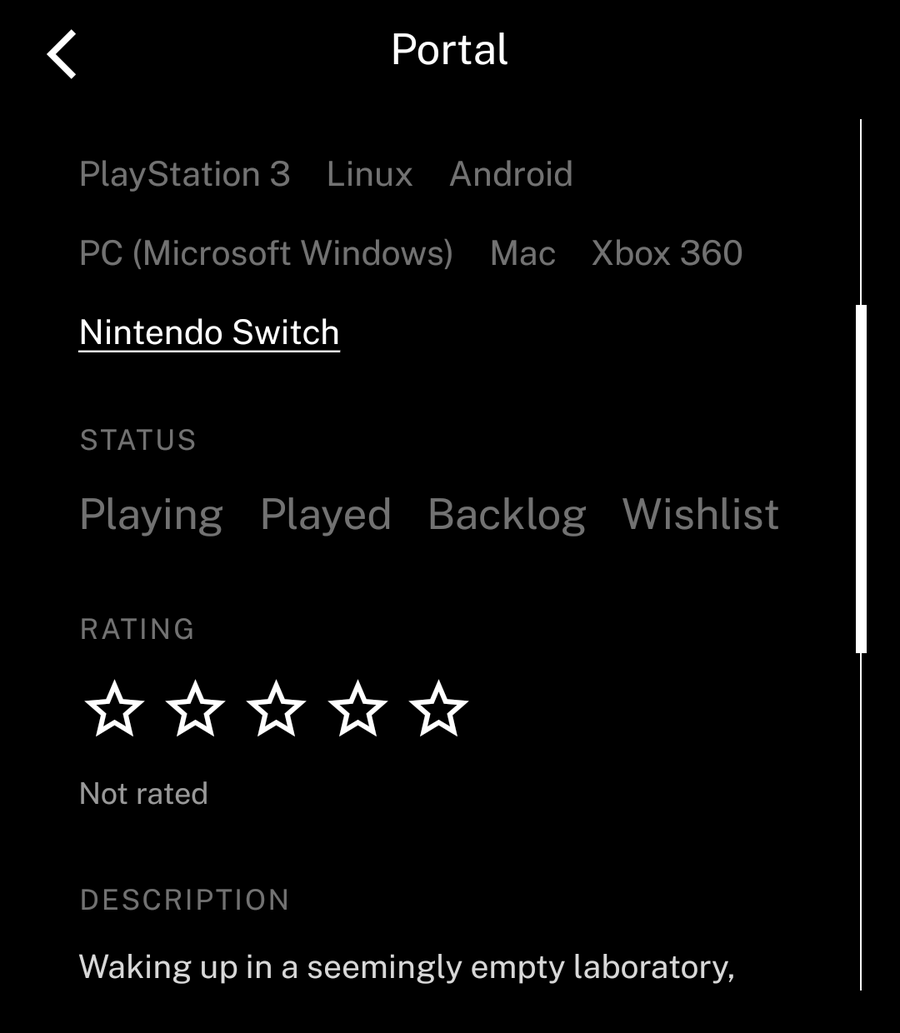 Portal
PlayStation 3 Linux Android
PC (Microsoft Windows) Mac Xbox 360
Nintendo Switch
STATUS
Playing Played Backlog Wishlist
RATING
Not rated
DESCRIPTION
Waking up in a seemingly empty laboratory,